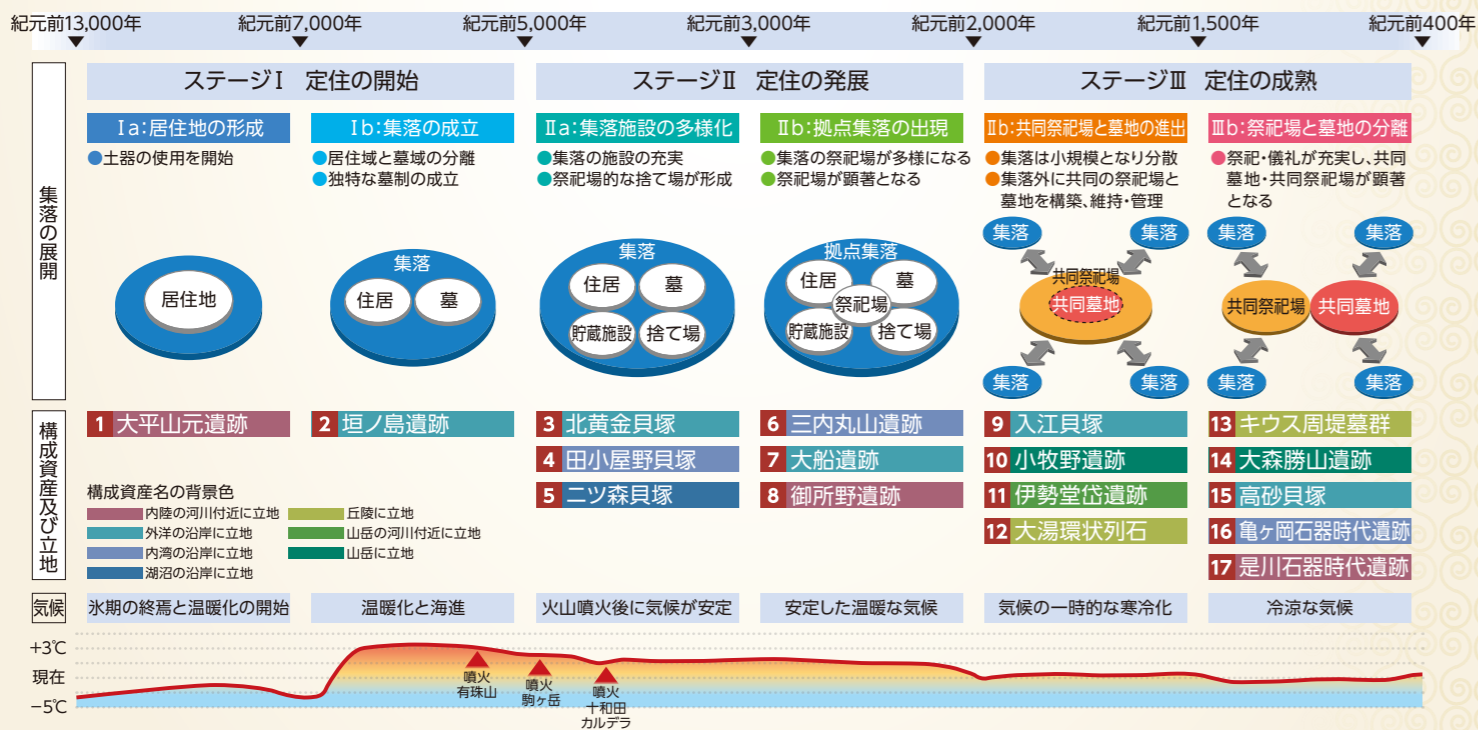 紀元前13,000年 紀元前7,000年 紀元前5,000年 紀元前3,000年 紀元前2,000年 紀元前1,500年 紀元前400年
集落の展開
ステージⅠ 定住の開始
ステージⅡ 定住の発展
ステージⅢ 定住の成熟
Ⅰa:居住地の形成
●土器の使用を開始
居住地
Ⅰb:集落の成立
●居住域と墓域の分離
●独特な墓制の成立
集落
住居
墓
Ⅱa:集落施設の多様化
●集落の施設の充実
●祭祀場的な捨て場が形成
集落
住居
墓
貯蔵施設
捨て場
Ⅱb:拠点集落の出現
●集落の祭祀場が多様になる
●祭祀場が顕著となる
拠点集落
住居
墓
祭祀場
貯蔵施設
捨て場
Ⅱb:共同祭祀場と墓地の進出
●集落は小規模となり分散
●集落外に共同の祭祀場と
墓地を構築、維持・管理
集落
集落
共同祭祀場
共同墓地
集落
集落
Ⅲb:祭祀場と墓地の分離
●祭祀・儀礼が充実し、共同
墓地・共同祭祀場が顕著
となる
集落
集落
共同祭祀場
共同墓地
集落
集落
構成資産及び立地
1 大平山元遺跡
2 垣ノ島遺跡
3 北黄金貝塚
4 田小屋野貝塚
5 二ツ森貝塚
6 三内丸山遺跡
7 大船遺跡
8 御所野遺跡
9 入江貝塚
10 小牧野遺跡
11 伊勢堂岱遺跡
12 大湯環状列石
13 キウス周堤墓群
14 大森勝山遺跡
15 高砂貝塚
16 亀ヶ岡石器時代遺跡
17 是川石器時代遺跡
構成資産名の背景色
内陸の河川付近に立地
外洋の沿岸に立地
内湾の沿岸に立地
湖沼の沿岸に立地
丘陵に立地
山岳の河川付近に立地
山岳に立地
気候
氷期の終焉と温暖化の開始
温暖化と海進
火山噴火後に気候が安定
安定した温暖な気候
気候の一時的な寒冷化
冷涼な気候
+3℃
現在
−5℃
噴火
有珠山
噴火
駒ヶ岳
噴火
十和田
カルデラ